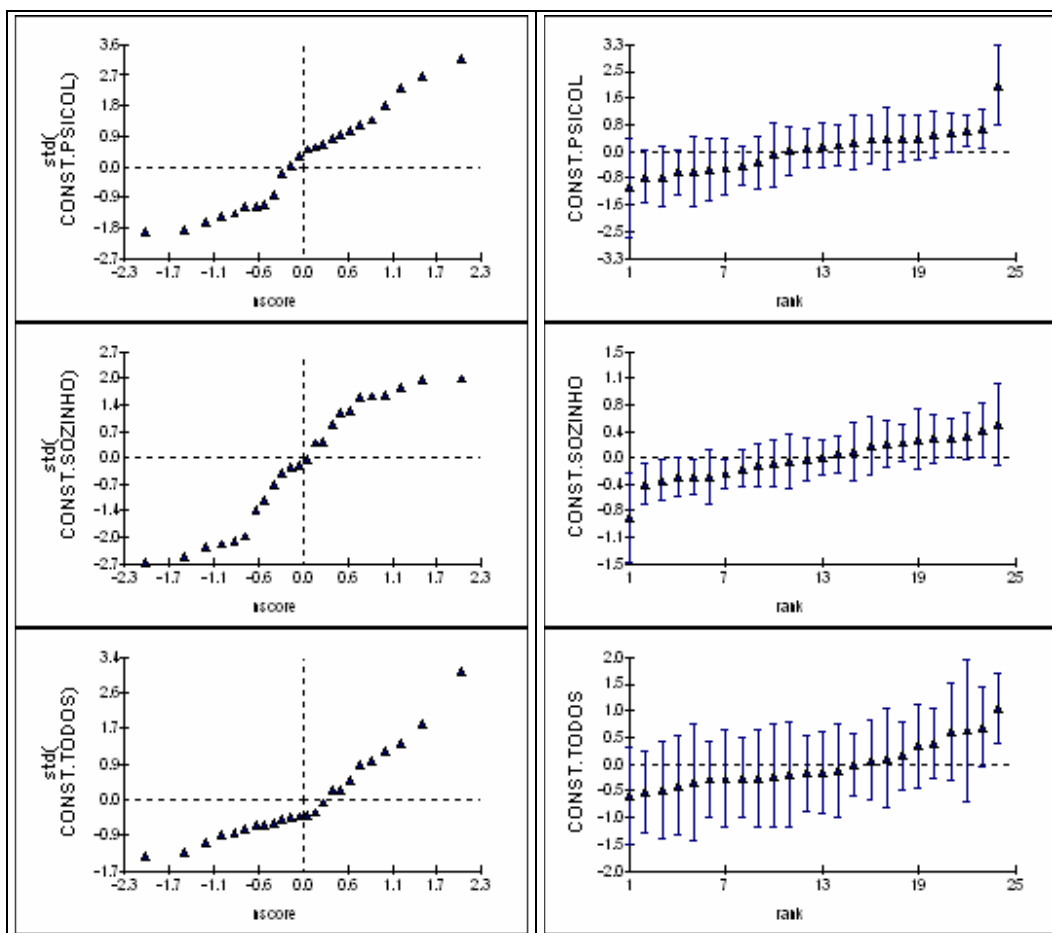 3.6
2.7
1.8
0.9
0.0
-0.9
-1.8
-2.7
-2.3 -1.7 -1.1 -0.6 0.0 0.6 1.1 1.7 2.3
std(
CONST.PSICOL)
nscore
3.3
2.5
1.6
0.8
0.0
-0.8
-1.6
-2.5
-3.3
1 7 13 19 25
CONST.PSICOL
rank
2.7
2.0
1.4
0.7
0.0
-0.7
-1.4
-2.0
-2.7
-2.3 -1.7 -1.1 -0.6 0.0 0.6 1.1 1.7 2.3
std(
CONST.SOZINHO)
nscore
1.5
1.1
0.8
0.4
0.0
-0.4
-0.8
-1.1
-1.5
1 7 13 19 25
CONST.SOZINHO
rank
3.4
2.6
1.7
0.9
0.0
-0.9
-1.7
-2.3 -1.7 -1.1 -0.6 0.0 0.6 1.1 1.7 2.3
std(
CONST.TODOS)
nscore
2.0
1.5
1.0
0.5
0.0
-0.5
-1.0
-1.5
-2.0
1 7 13 19 25
CONST.TODOS
rank